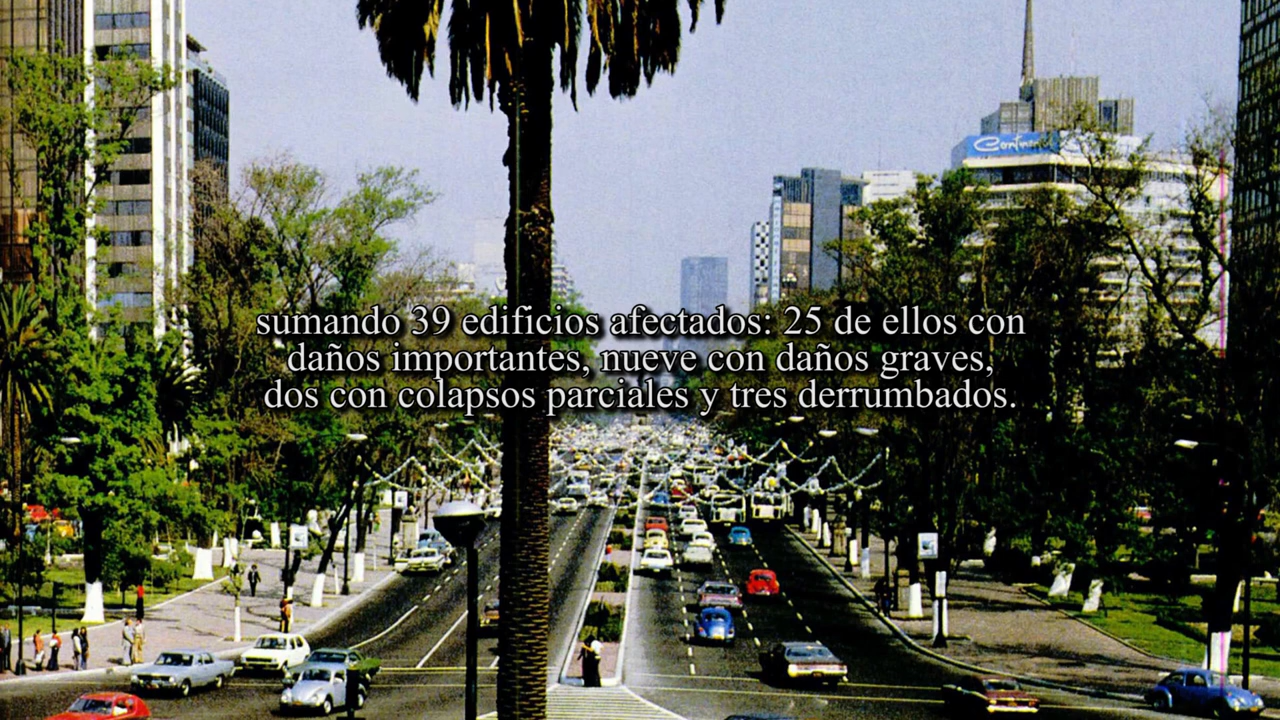 Continental
sumando 39 edificios afectados: 25 de ellos con
daños importantes, nueve con daños graves,
dos con colapsos parciales y tres derrumbados.